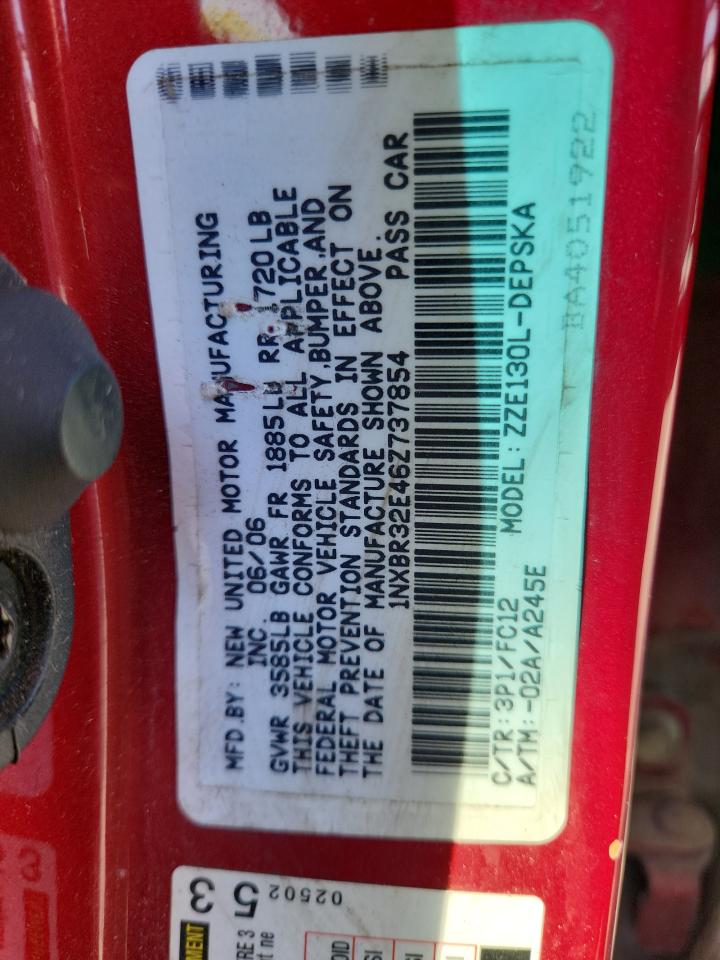 MFD.BY: NEW UNITED MOTOR MANUFACTURING
INC. 06/06
GVWR 3585LB GAWR FR 1885LB RR 1720LB
THIS VEHICLE CONFORMS TO ALL APPLICABLE
FEDERAL MOTOR VEHICLE SAFETY,BUMPER,AND
THEFT PREVENTION STANDARDS IN EFFECT ON
THE DATE OF MANUFACTURE SHOWN ABOVE.
1NXBR32E46Z737854 PASS CAR
C/TR:3P1/FC12 MODEL: ZZE130L-DEPSKA
A/TM:-02A/A245E
BA4051922
02502
5
3